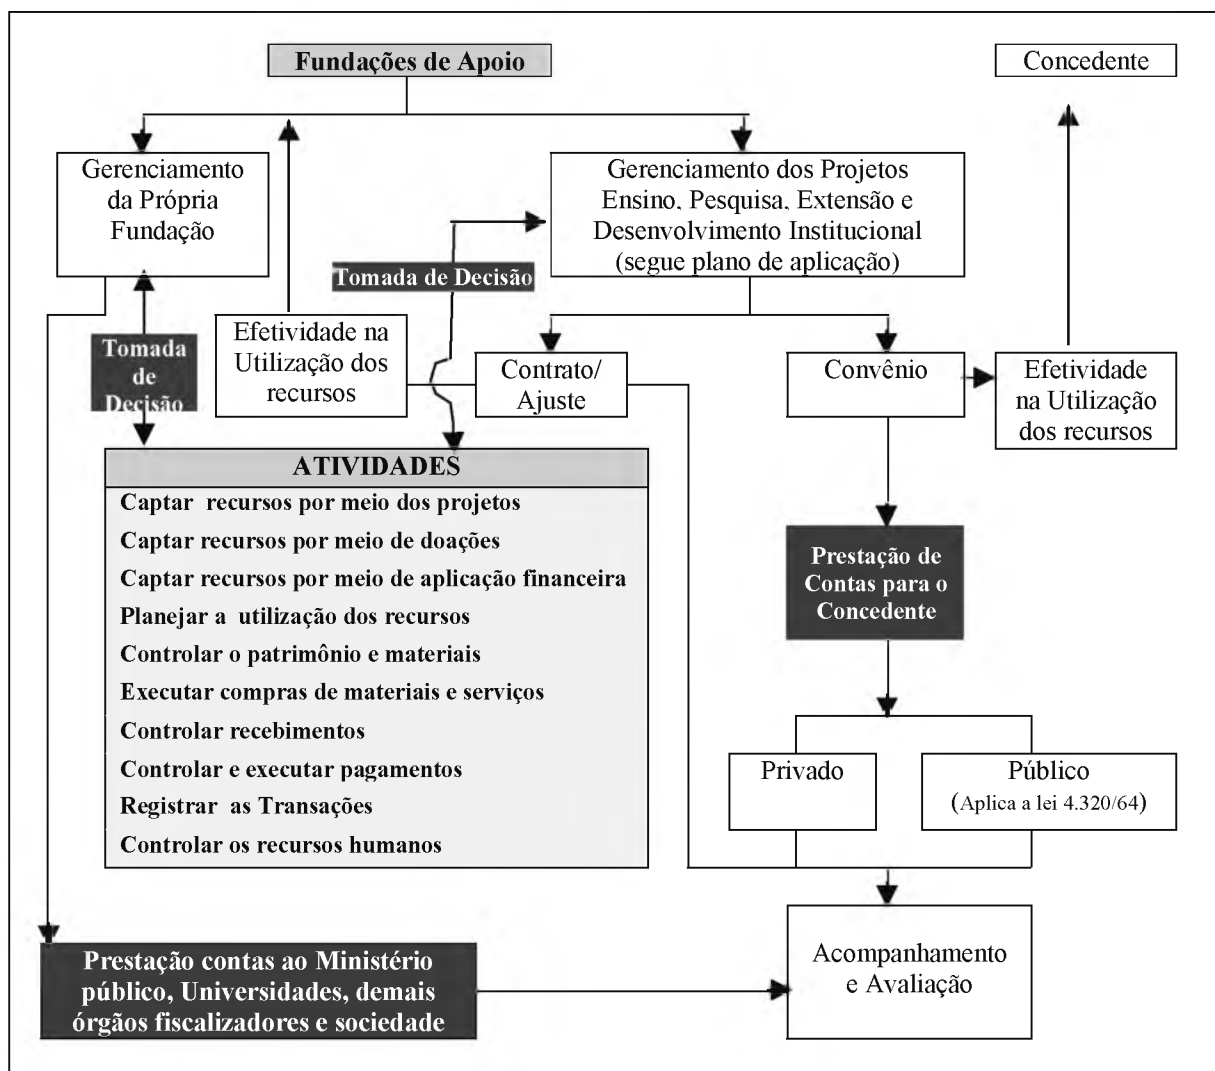 Fundações de Apoio
Concedente
Gerenciamento
da Própria
Fundação
Gerenciamento dos Projetos
Ensino, Pesquisa, Extensão e
Desenvolvimento Institucional
(segue plano de aplicação)
Tomada de Decisão
Tomada
de
Decisão
Efetividade na
Utilização dos
recursos
Contrato/
Ajuste
Convênio
Efetividade
na Utilização
dos recursos
ATIVIDADES
Captar recursos por meio dos projetos
Captar recursos por meio de doações
Captar recursos por meio de aplicação financeira
Planejar a utilização dos recursos
Controlar o patrimônio e materiais
Executar compras de materiais e serviços
Controlar recebimentos
Controlar e executar pagamentos
Registrar as Transações
Controlar os recursos humanos
Prestação de
Contas para o
Concedente
Privado
Público
(Aplica a lei 4.320/64)
Prestação contas ao Ministério
público, Universidades, demais
órgãos fiscalizadores e sociedade
Acompanhamento
e Avaliação